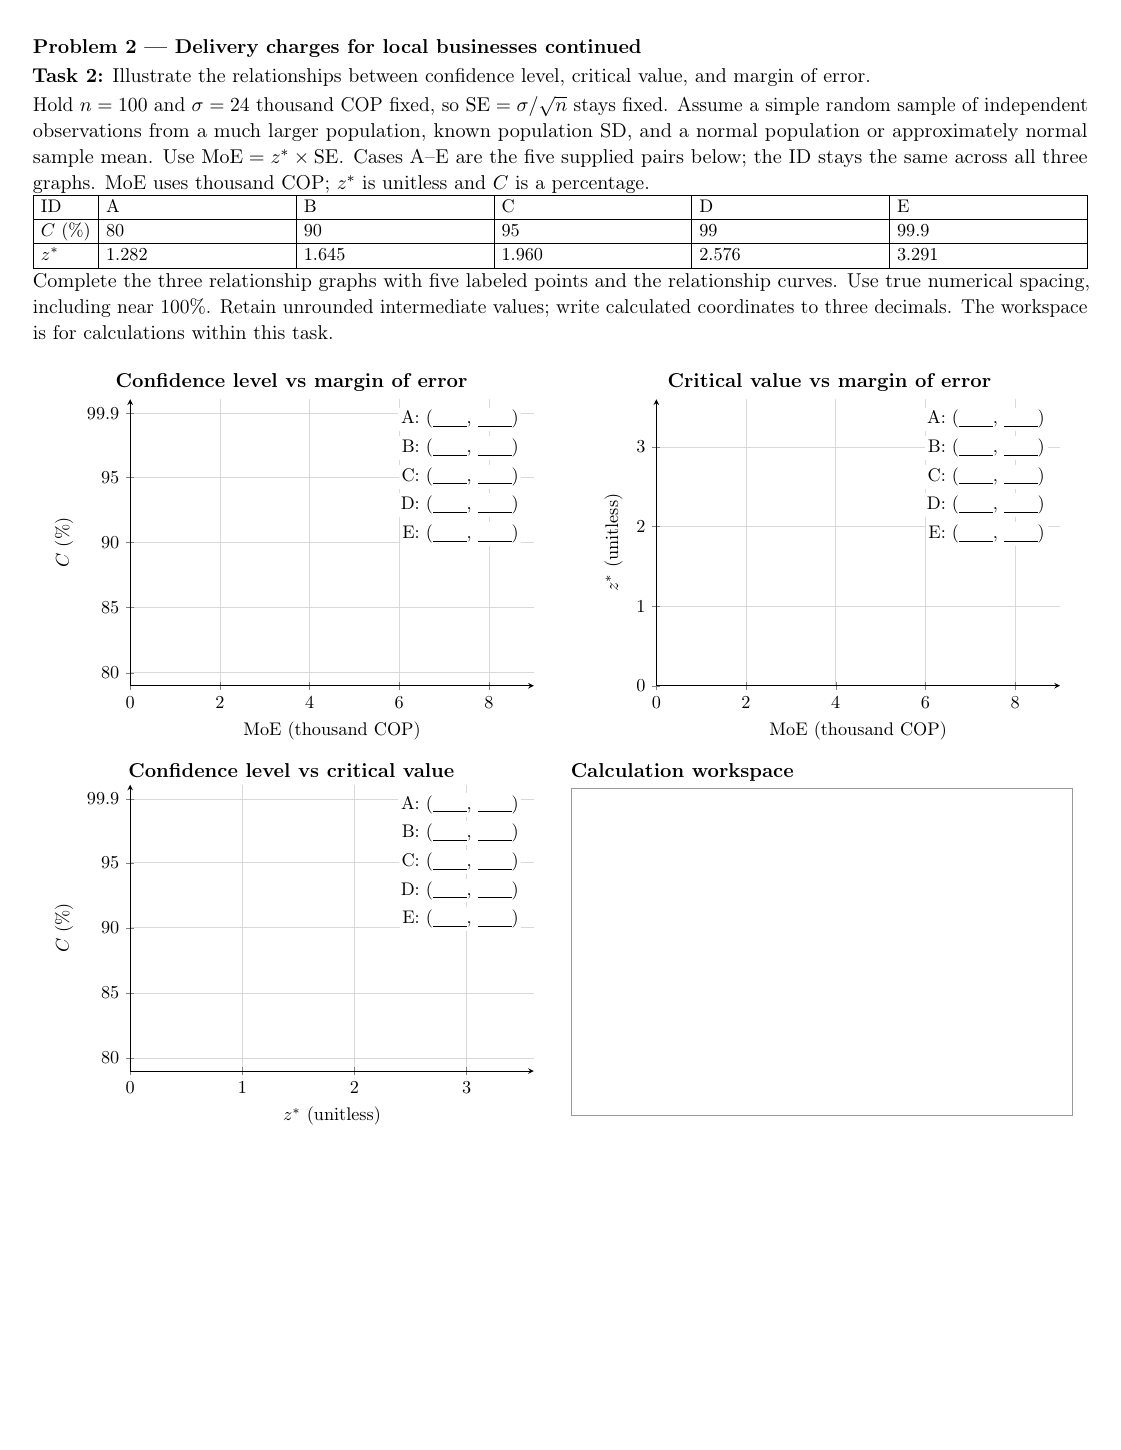 Problem 2 — Delivery charges for local businesses continued
Task 2: Illustrate the relationships between confidence level, critical value, and margin of error.
Hold n = 100 and σ = 24 thousand COP fixed, so SE = σ/√n stays fixed. Assume a simple random sample of independent
observations from a much larger population, known population SD, and a normal population or approximately normal
sample mean. Use MoE = z* × SE. Cases A–E are the five supplied pairs below; the ID stays the same across all three
graphs. MoE uses thousand COP; z* is unitless and C is a percentage.
ID A B C D E
C (%) 80 90 95 99 99.9
z* 1.282 1.645 1.960 2.576 3.291
Complete the three relationship graphs with five labeled points and the relationship curves. Use true numerical spacing,
including near 100%. Retain unrounded intermediate values; write calculated coordinates to three decimals. The workspace
is for calculations within this task.
Confidence level vs margin of error
99.9
95
90
85
80
C (%)
A: (____, ____)
B: (____, ____)
C: (____, ____)
D: (____, ____)
E: (____, ____)
0 2 4 6 8
MoE (thousand COP)
Critical value vs margin of error
3
2
1
0
z* (unitless)
A: (____, ____)
B: (____, ____)
C: (____, ____)
D: (____, ____)
E: (____, ____)
0 2 4 6 8
MoE (thousand COP)
Confidence level vs critical value
99.9
95
90
85
80
C (%)
A: (____, ____)
B: (____, ____)
C: (____, ____)
D: (____, ____)
E: (____, ____)
0 1 2 3
z* (unitless)
Calculation workspace